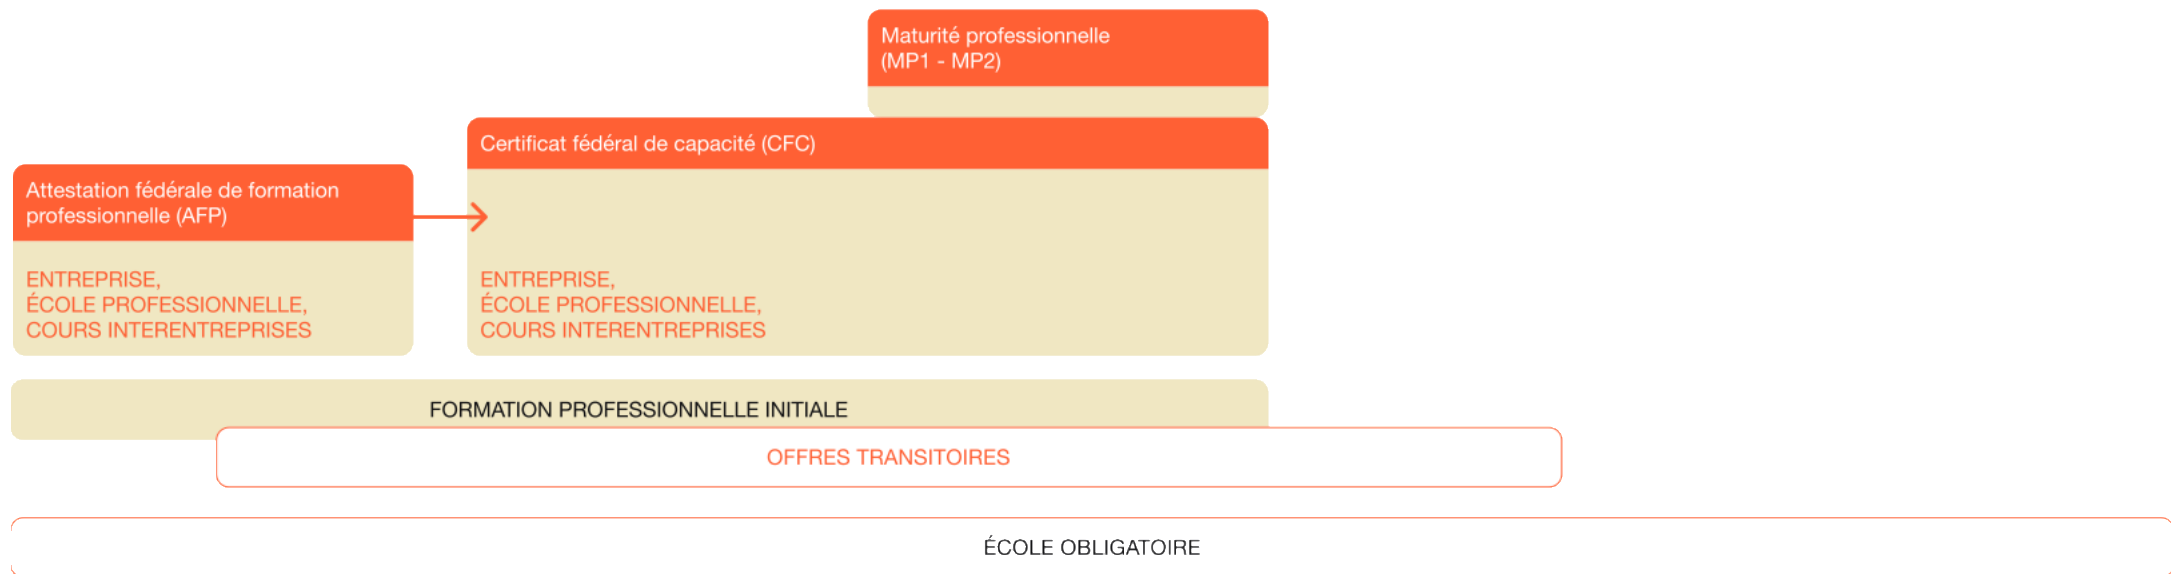 Maturité professionnelle
(MP1 - MP2)
Certificat fédéral de capacité (CFC)
Attestation fédérale de formation
professionnelle (AFP)
ENTREPRISE,
ÉCOLE PROFESSIONNELLE,
COURS INTERENTREPRISES
ENTREPRISE,
ÉCOLE PROFESSIONNELLE,
COURS INTERENTREPRISES
FORMATION PROFESSIONNELLE INITIALE
OFFRES TRANSITOIRES
ÉCOLE OBLIGATOIRE